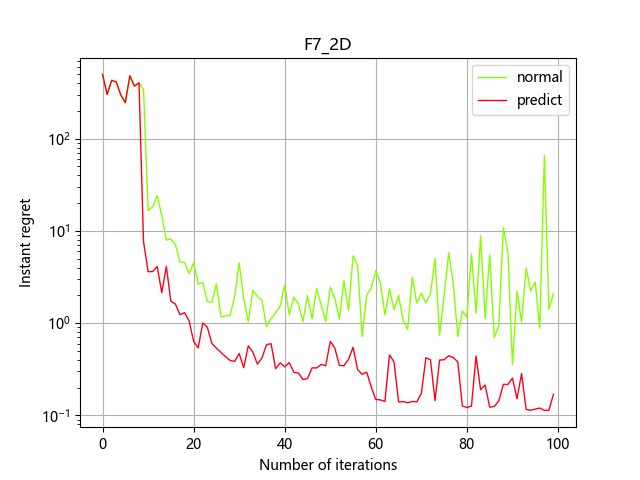 F7_2D
normal
predict
Instant regret
10²
10¹
10⁰
10⁻¹
0 20 40 60 80 100
Number of iterations